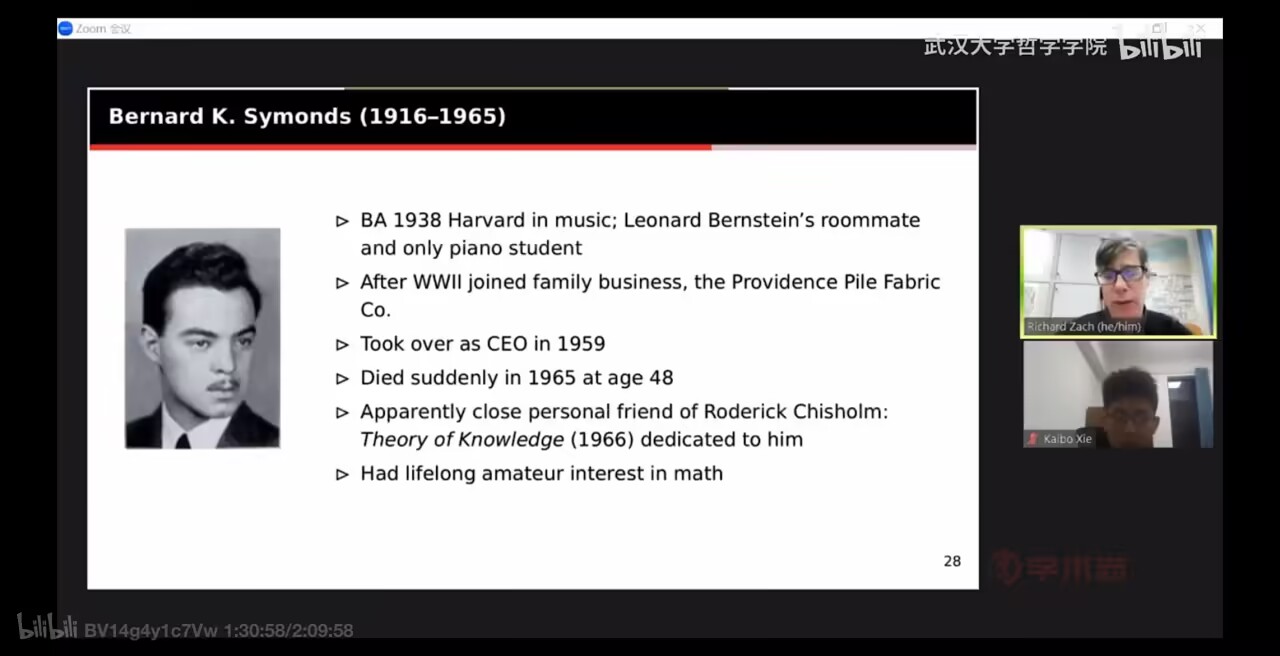 Zoom 会议
武汉大学哲学学院 bilibili
Bernard K. Symonds (1916–1965)
▷ BA 1938 Harvard in music; Leonard Bernstein’s roommate
and only piano student
▷ After WWII joined family business, the Providence Pile Fabric
Co.
▷ Took over as CEO in 1959
▷ Died suddenly in 1965 at age 48
▷ Apparently close personal friend of Roderick Chisholm:
Theory of Knowledge (1966) dedicated to him
▷ Had lifelong amateur interest in math
28
Richard Zach (he/him)
Kaibo Xie
bilibili BV14g4y1c7Vw 1:30:58/2:09:58